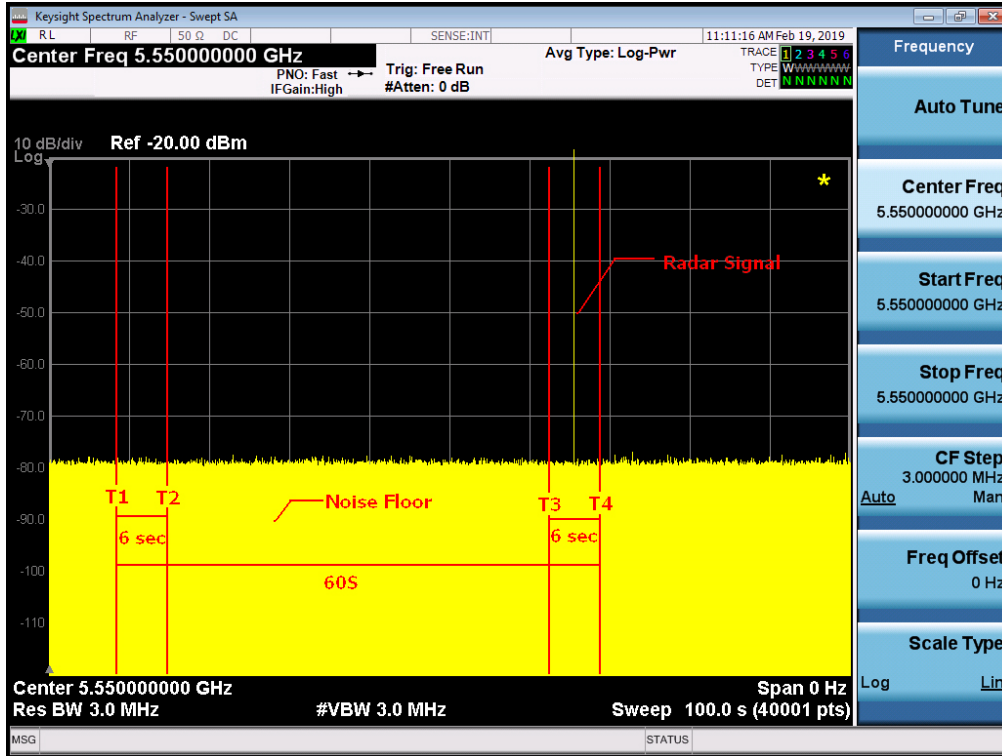 Keysight Spectrum Analyzer - Swept SA
LXI RL RF 50 Ω DC SENSE:INT 11:11:16 AM Feb 19, 2019
Center Freq 5.550000000 GHz
PNO: Fast
IFGain:High
Trig: Free Run
#Atten: 0 dB
Avg Type: Log-Pwr
TRACE 1 2 3 4 5 6
TYPE WWWWWW
DET N N N N N N
10 dB/div
Log
Ref -20.00 dBm
*
-30.0
-40.0
-50.0
-60.0
-70.0
-80.0
-90.0
-100
-110
Radar Signal
T1 T2
Noise Floor
T3 T4
6 sec
6 sec
60S
Center 5.550000000 GHz
Span 0 Hz
Res BW 3.0 MHz
#VBW 3.0 MHz
Sweep 100.0 s (40001 pts)
MSG
STATUS
Frequency
Auto Tune
Center Freq
5.550000000 GHz
Start Freq
5.550000000 GHz
Stop Freq
5.550000000 GHz
CF Step
3.000000 MHz
Auto Man
Freq Offset
0 Hz
Scale Type
Log Lin